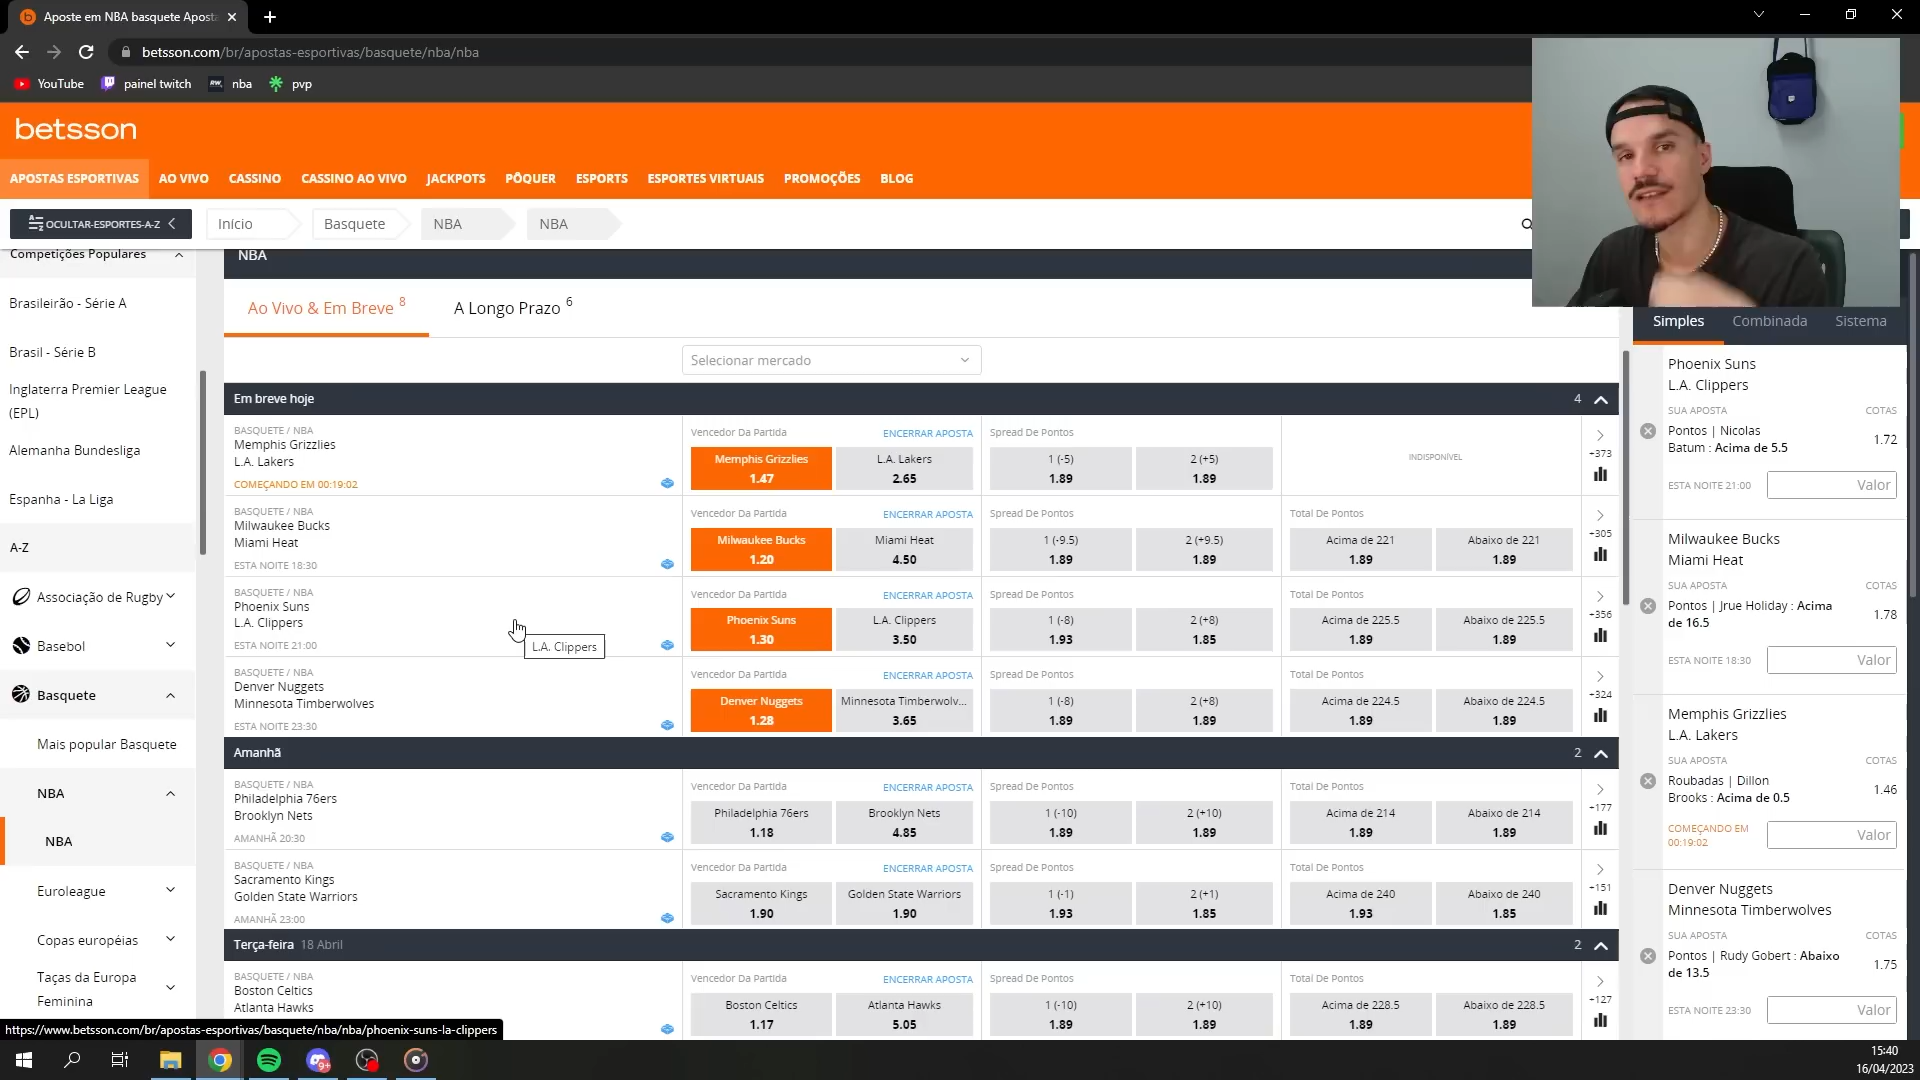 Aposte em NBA basquete Aposta
betsson.com/br/apostas-esportivas/basquete/nba/nba
YouTube painel twitch nba pvp
betsson
APOSTAS ESPORTIVAS AO VIVO CASSINO CASSINO AO VIVO JACKPOTS PÔQUER ESPORTS ESPORTES VIRTUAIS PROMOÇÕES BLOG
OCULTAR-ESPORTES-A-Z Início Basquete NBA NBA
Competições Populares
Brasileirão - Série A
Brasil - Série B
Inglaterra Premier League
(EPL)
Alemanha Bundesliga
Espanha - La Liga
A-Z
Associação de Rugby
Basebol
Basquete
Mais popular Basquete
NBA
NBA
Euroleague
Copas européias
Taças da Europa
Feminina
NBA
Ao Vivo & Em Breve 8 A Longo Prazo 6
Selecionar mercado
Em breve hoje 4
BASQUETE / NBA
Memphis Grizzlies
L.A. Lakers
COMEÇANDO EM 00:19:02
Vencedor Da Partida ENCERRAR APOSTA Spread De Pontos
Memphis Grizzlies L.A. Lakers 1 (-5) 2 (+5) INDISPONÍVEL
1.47 2.65 1.89 1.89
+373
BASQUETE / NBA
Milwaukee Bucks
Miami Heat
ESTA NOITE 18:30
Vencedor Da Partida ENCERRAR APOSTA Spread De Pontos Total De Pontos
Milwaukee Bucks Miami Heat 1 (-9.5) 2 (+9.5) Acima de 221 Abaixo de 221
1.20 4.50 1.89 1.89 1.89 1.89
+305
BASQUETE / NBA
Phoenix Suns
L.A. Clippers
ESTA NOITE 21:00
L.A. Clippers
Vencedor Da Partida ENCERRAR APOSTA Spread De Pontos Total De Pontos
Phoenix Suns L.A. Clippers 1 (-8) 2 (+8) Acima de 225.5 Abaixo de 225.5
1.30 3.50 1.93 1.85 1.89 1.89
+356
BASQUETE / NBA
Denver Nuggets
Minnesota Timberwolves
ESTA NOITE 23:30
Vencedor Da Partida ENCERRAR APOSTA Spread De Pontos Total De Pontos
Denver Nuggets Minnesota Timberwolv... 1 (-8) 2 (+8) Acima de 224.5 Abaixo de 224.5
1.28 3.65 1.89 1.89 1.89 1.89
+324
Amanhã 2
BASQUETE / NBA
Philadelphia 76ers
Brooklyn Nets
AMANHÃ 20:30
Vencedor Da Partida ENCERRAR APOSTA Spread De Pontos Total De Pontos
Philadelphia 76ers Brooklyn Nets 1 (-10) 2 (+10) Acima de 214 Abaixo de 214
1.18 4.85 1.89 1.89 1.89 1.89
+177
BASQUETE / NBA
Sacramento Kings
Golden State Warriors
AMANHÃ 23:00
Vencedor Da Partida ENCERRAR APOSTA Spread De Pontos Total De Pontos
Sacramento Kings Golden State Warriors 1 (-1) 2 (+1) Acima de 240 Abaixo de 240
1.90 1.90 1.93 1.85 1.93 1.85
+151
Terça-feira 18 Abril 2
BASQUETE / NBA
Boston Celtics
Atlanta Hawks
Vencedor Da Partida ENCERRAR APOSTA Spread De Pontos Total De Pontos
Boston Celtics Atlanta Hawks 1 (-10) 2 (+10) Acima de 228.5 Abaixo de 228.5
1.17 5.05 1.89 1.89 1.89 1.89
+127
Simples Combinada Sistema
Phoenix Suns
L.A. Clippers
SUA APOSTA COTAS
Pontos | Nicolas
Batum : Acima de 5.5 1.72
ESTA NOITE 21:00 Valor
Milwaukee Bucks
Miami Heat
SUA APOSTA COTAS
Pontos | Jrue Holiday : Acima
de 16.5 1.78
ESTA NOITE 18:30 Valor
Memphis Grizzlies
L.A. Lakers
SUA APOSTA COTAS
Roubadas | Dillon
Brooks : Acima de 0.5 1.46
COMEÇANDO EM
00:19:02 Valor
Denver Nuggets
Minnesota Timberwolves
SUA APOSTA COTAS
Pontos | Rudy Gobert : Abaixo
de 13.5 1.75
ESTA NOITE 23:30 Valor
https://www.betsson.com/br/apostas-esportivas/basquete/nba/nba/phoenix-suns-la-clippers
9+
15:40
16/04/2023